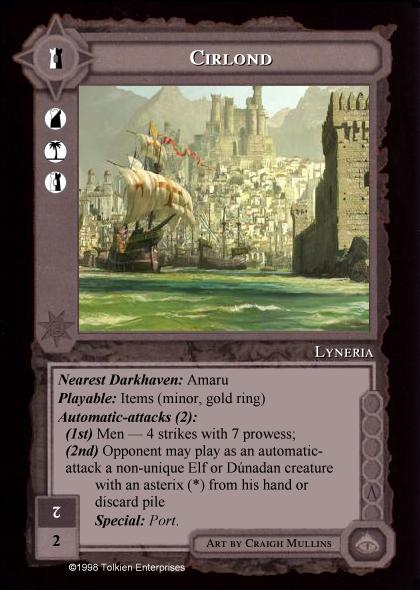 CIRLOND
LYNERIA
Nearest Darkhaven: Amaru
Playable: Items (minor, gold ring)
Automatic-attacks (2):
(1st) Men — 4 strikes with 7 prowess;
(2nd) Opponent may play as an automatic-
attack a non-unique Elf or Dúnadan creature
with an asterix (*) from his hand or
discard pile
Special: Port.
2
2
ART BY CRAIGH MULLINS
©1998 Tolkien Enterprises